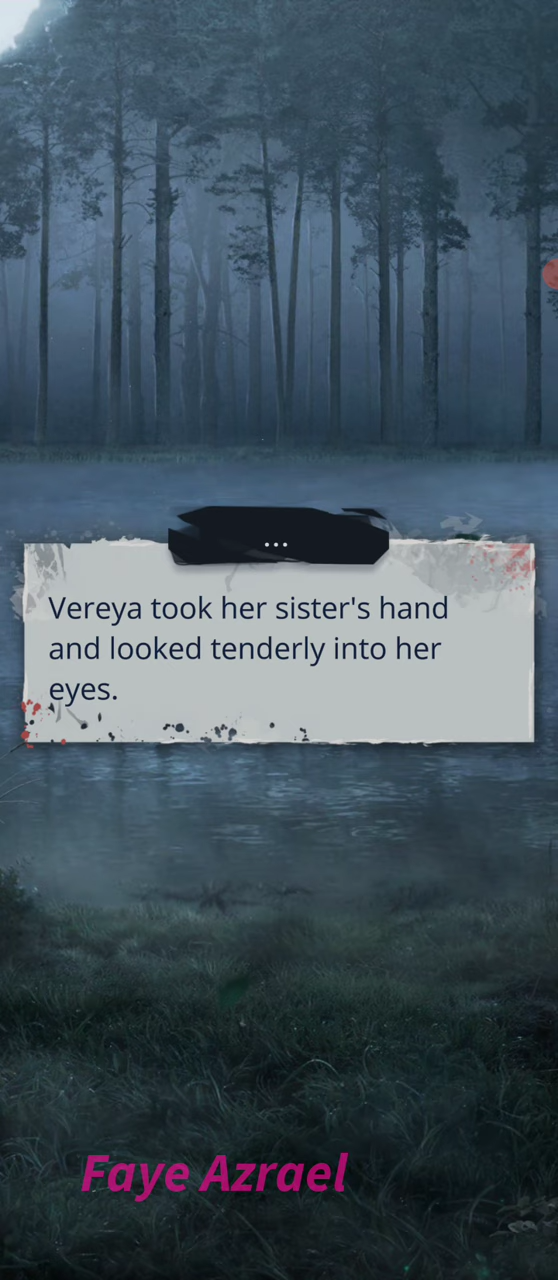 ...
Vereya took her sister's hand
and looked tenderly into her
eyes.
Faye Azrael